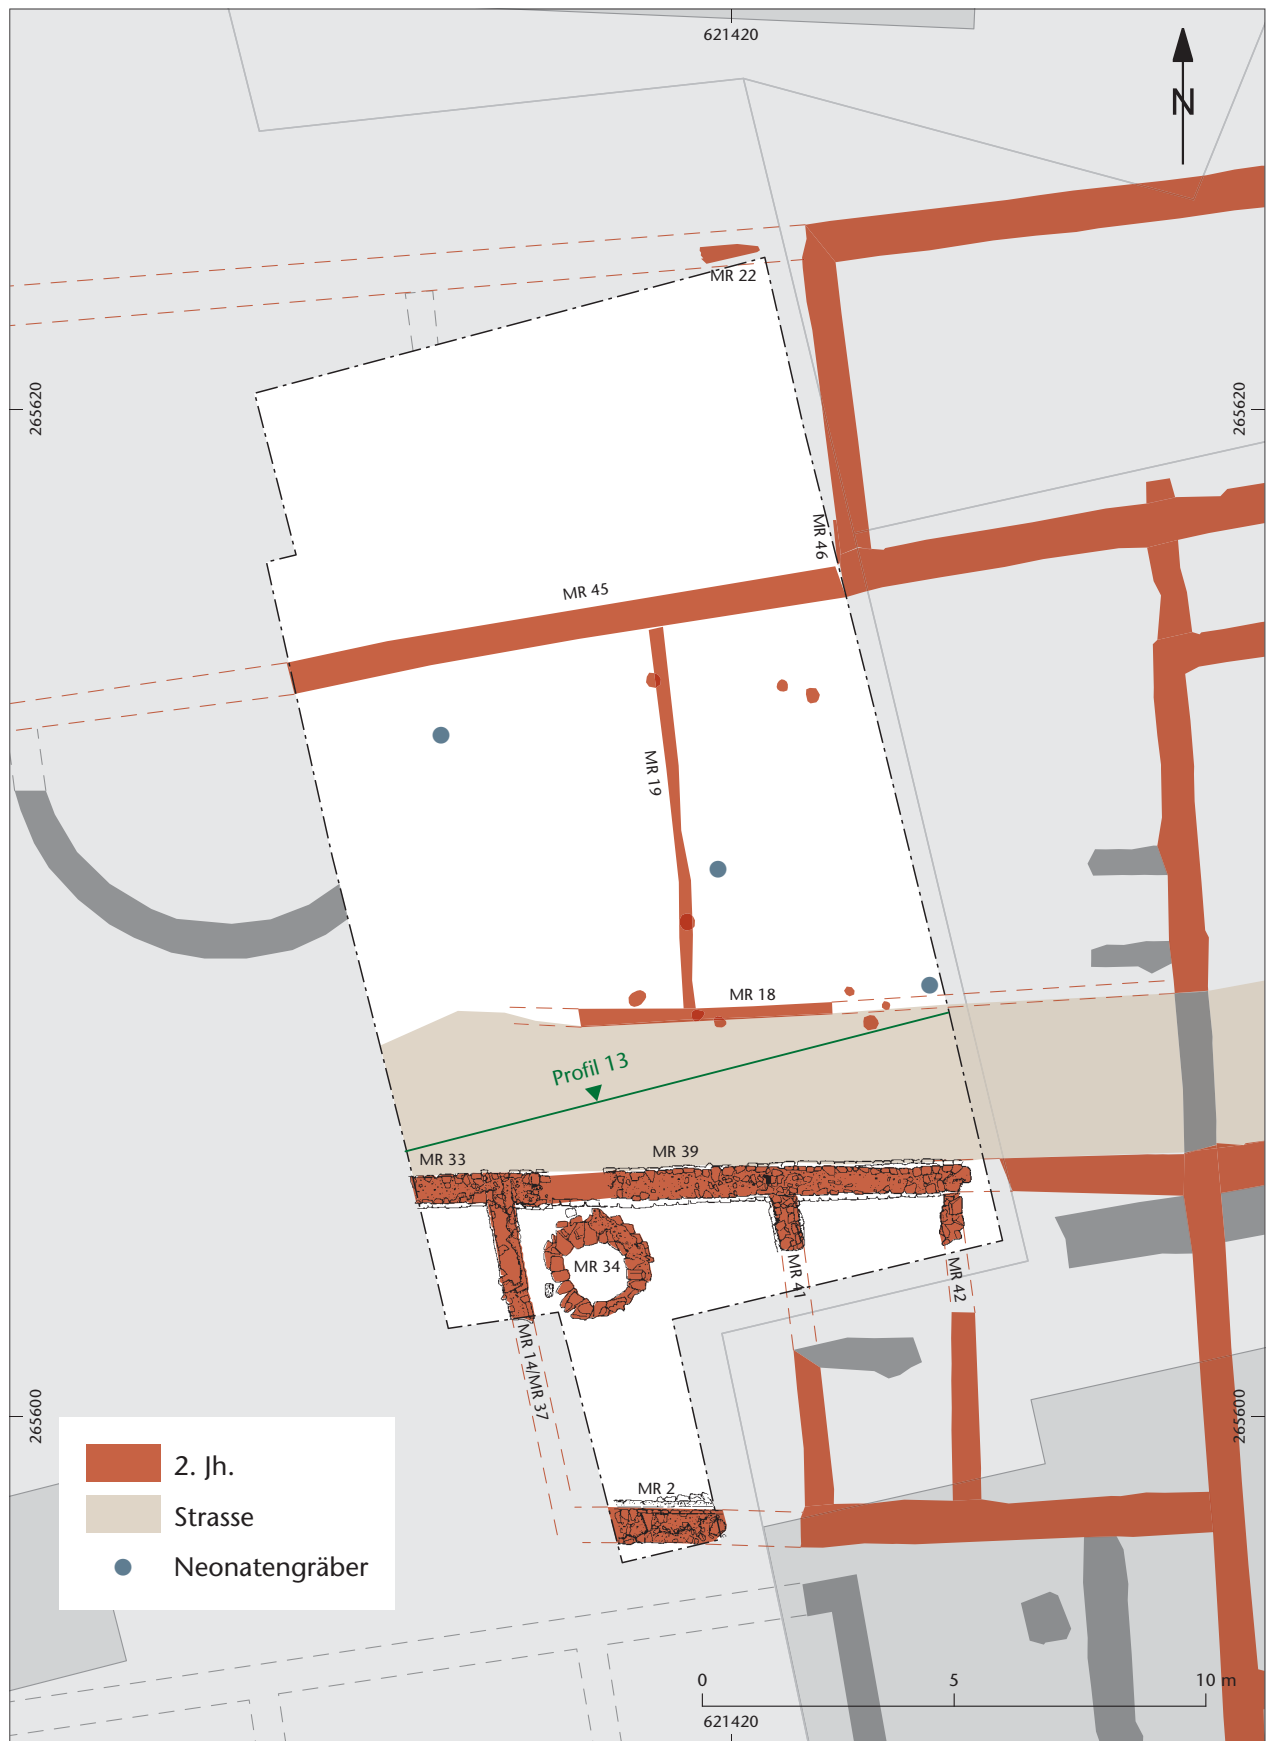 621420
N
MR 22
265620
265620
MR 46
MR 45
MR 19
MR 18
Profil 13
MR 39
MR 33
MR 34
MR 41
MR 42
MR 14/MR 37
265600
265600
2. Jh.
Strasse
Neonatengräber
MR 2
0 5 10 m
621420